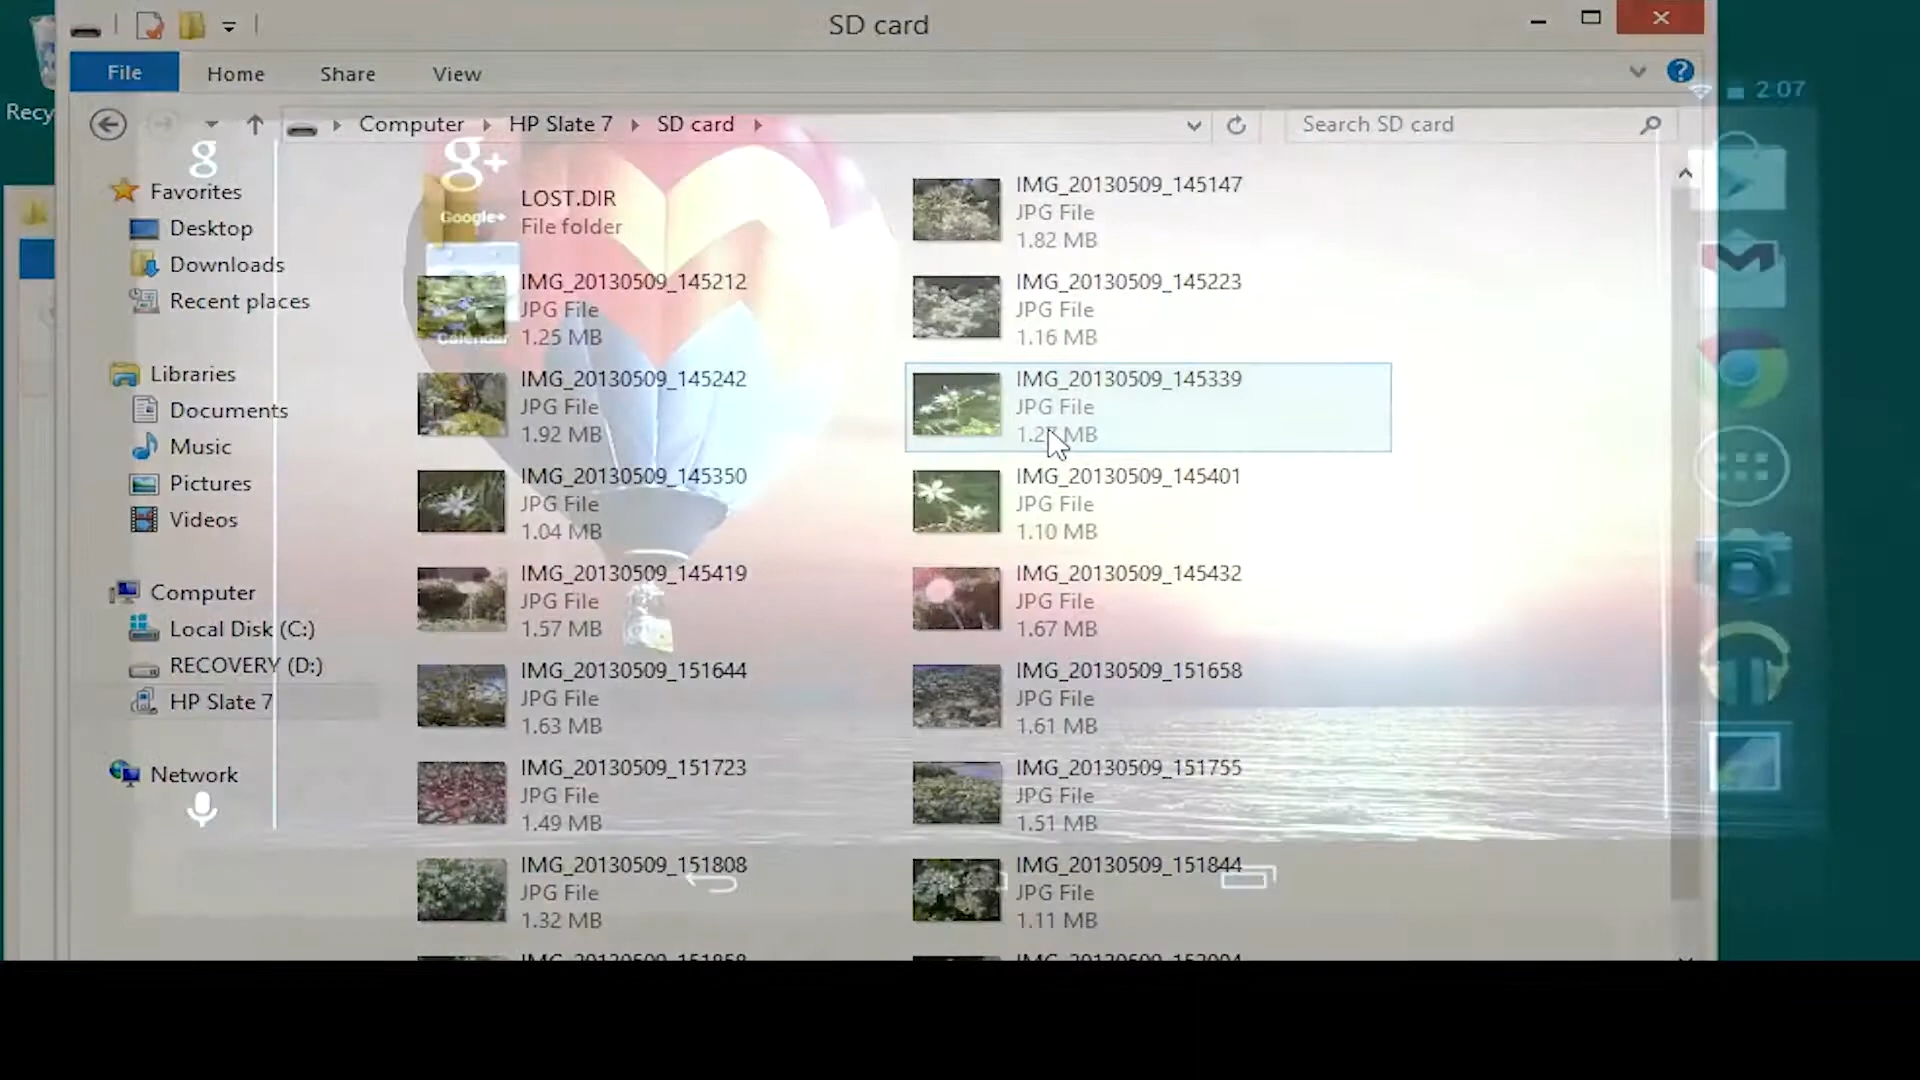 SD card
File Home Share View
2:07
Recy
Computer HP Slate 7 SD card
Search SD card
g
g+
Google+
Calendar
Favorites
Desktop
Downloads
Recent places
Libraries
Documents
Music
Pictures
Videos
Computer
Local Disk (C:)
RECOVERY (D:)
HP Slate 7
Network
LOST.DIR
File folder
IMG_20130509_145147
JPG File
1.82 MB
IMG_20130509_145212
JPG File
1.25 MB
IMG_20130509_145223
JPG File
1.16 MB
IMG_20130509_145242
JPG File
1.92 MB
IMG_20130509_145339
JPG File
MB
IMG_20130509_145350
JPG File
1.04 MB
IMG_20130509_145401
JPG File
1.10 MB
IMG_20130509_145419
JPG File
1.57 MB
IMG_20130509_145432
JPG File
1.67 MB
IMG_20130509_151644
JPG File
1.63 MB
IMG_20130509_151658
JPG File
1.61 MB
IMG_20130509_151723
JPG File
1.49 MB
IMG_20130509_151755
JPG File
1.51 MB
IMG_20130509_151808
JPG File
1.32 MB
IMG_20130509_151844
JPG File
1.11 MB